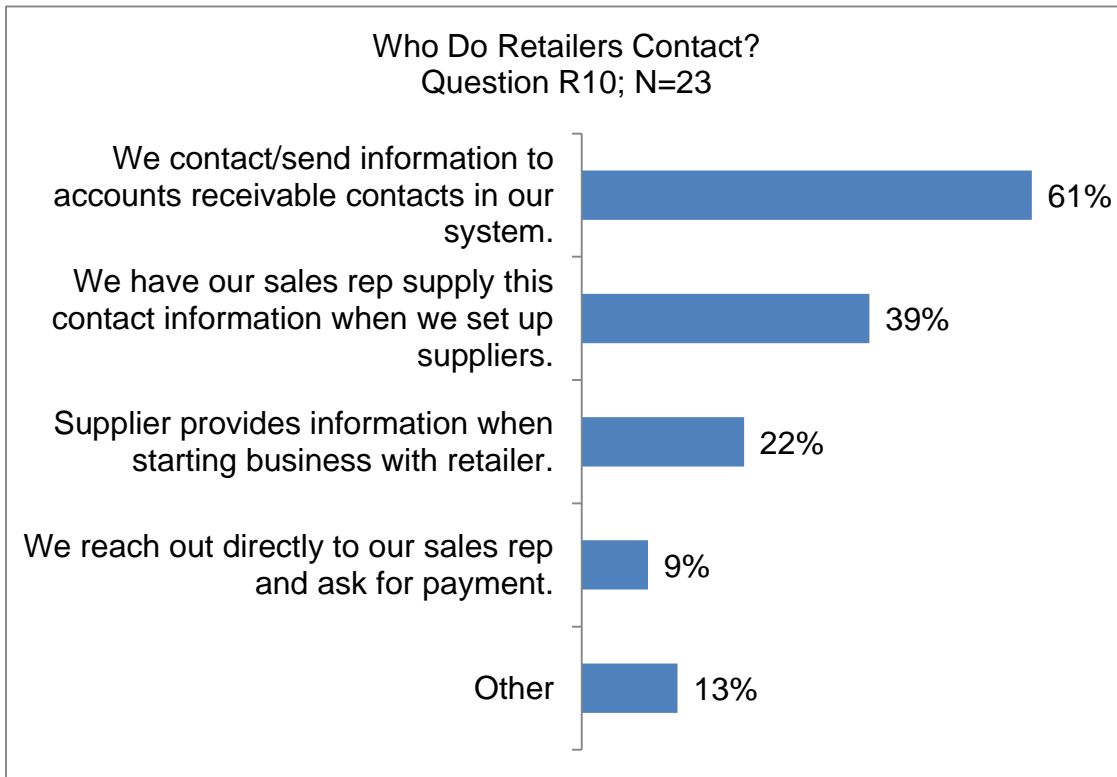 Who Do Retailers Contact?
Question R10; N=23
We contact/send information to
accounts receivable contacts in our
system.
61%
We have our sales rep supply this
contact information when we set up
suppliers.
39%
Supplier provides information when
starting business with retailer.
22%
We reach out directly to our sales rep
and ask for payment.
9%
Other
13%